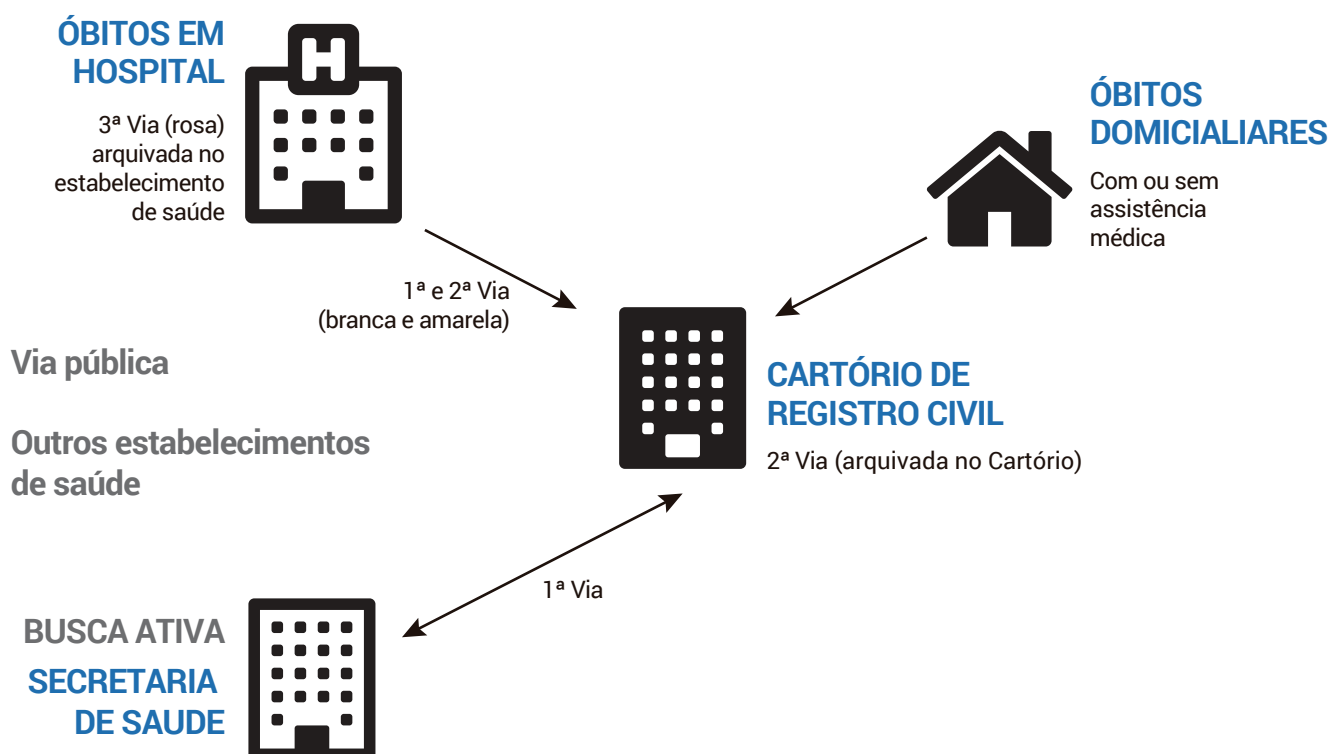 ÓBITOS EM
HOSPITAL
3ª Via (rosa)
arquivada no
estabelecimento
de saúde
H
ÓBITOS
DOMICIALIARES
Com ou sem
assistência
médica
1ª e 2ª Via
(branca e amarela)
Via pública
Outros estabelecimentos
de saúde
CARTÓRIO DE
REGISTRO CIVIL
2ª Via (arquivada no Cartório)
1ª Via
BUSCA ATIVA
SECRETARIA
DE SAUDE